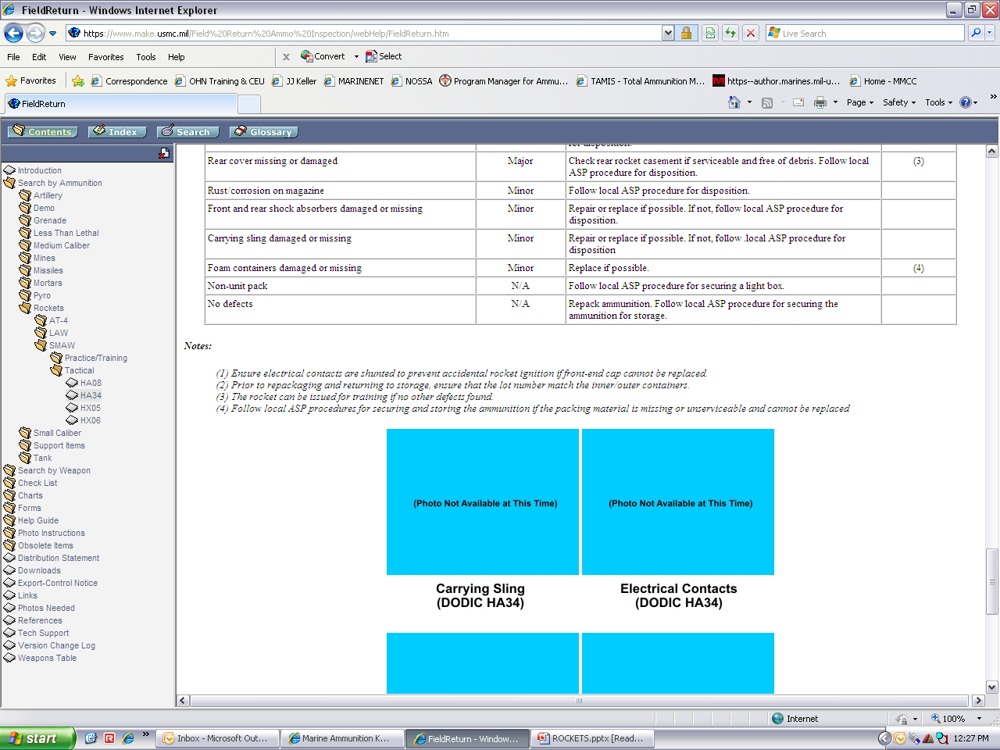 FieldReturn - Windows Internet Explorer
https://www.make.usmc.mil/Field%20Return%20Ammo%20Inspection/webHelp/FieldReturn.htm
Live Search
File Edit View Favorites Tools Help
x Convert Select
Favorites Correspondence OHN Training & CEU JJ Keller MARINENET NOSSA Program Manager for Ammu... TAMIS - Total Ammunition M... https--author.marines.mil-u... Home - MMCC
FieldReturn
Page Safety Tools
Contents Index Search Glossary
Introduction
Search by Ammunition
Artillery
Demo
Grenade
Less Than Lethal
Medium Caliber
Mines
Missiles
Mortars
Pyro
Rockets
AT-4
LAW
SMAW
Practice/Training
Tactical
HA08
HA34
HX05
HX06
Small Caliber
Support Items
Tank
Search by Weapon
Check List
Charts
Forms
Help Guide
Photo Instructions
Obsolete Items
Distribution Statement
Downloads
Export-Control Notice
Links
Photos Needed
References
Tech Support
Version Change Log
Weapons Table
for disposition.
Rear cover missing or damaged Major Check rear rocket casement if serviceable and free of debris. Follow local (3)
ASP procedure for disposition.
Rust/corrosion on magazine Minor Follow local ASP procedure for disposition.
Front and rear shock absorbers damaged or missing Minor Repair or replace if possible. If not, follow local ASP procedure for
disposition.
Carrying sling damaged or missing Minor Repair or replace if possible. If not, follow .local ASP procedure for
disposition
Foam containers damaged or missing Minor Replace if possible. (4)
Non-unit pack N/A Follow local ASP procedure for securing a light box.
No defects N/A Repack ammunition. Follow local ASP procedure for securing the
ammunition for storage.
Notes:
(1) Ensure electrical contacts are shunted to prevent accidental rocket ignition if front-end cap cannot be replaced.
(2) Prior to repackaging and returning to storage, ensure that the lot number match the inner/outer containers.
(3) The rocket can be issued for training if no other defects found.
(4) Follow local ASP procedures for securing and storing the ammunition if the packing material is missing or unserviceable and cannot be replaced
(Photo Not Available at This Time) (Photo Not Available at This Time)
Carrying Sling Electrical Contacts
(DODIC HA34) (DODIC HA34)
Internet 100%
start Inbox - Microsoft Out... Marine Ammunition K... FieldReturn - Window... ROCKETS.pptx [Read... 12:27 PM